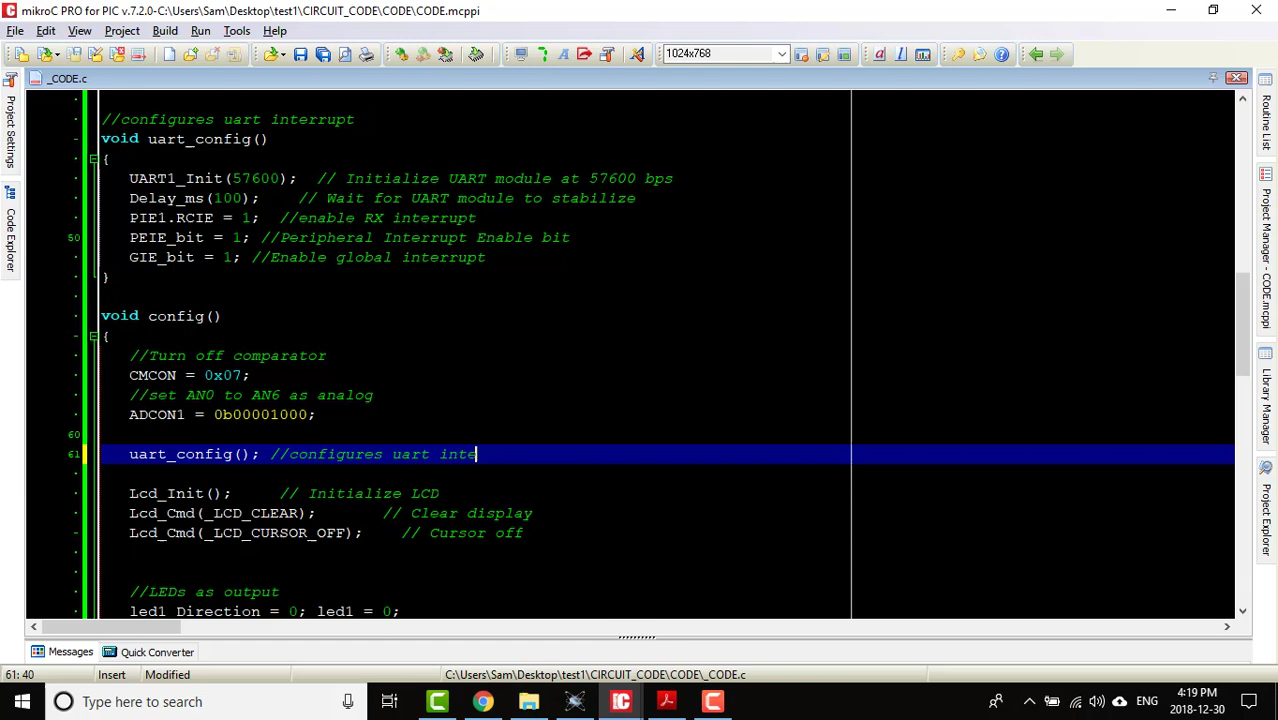 mikroC PRO for PIC v.7.2.0-C:\Users\Sam\Desktop\test1\CIRCUIT_CODE\CODE\CODE.mcppi
File Edit View Project Build Run Tools Help
1024x768
_CODE.c
//configures uart interrupt
void uart_config()
{
UART1_Init(57600); // Initialize UART module at 57600 bps
Delay_ms(100); // Wait for UART module to stabilize
PIE1.RCIE = 1; //enable RX interrupt
50 PEIE_bit = 1; //Peripheral Interrupt Enable bit
GIE_bit = 1; //Enable global interrupt
}
void config()
{
//Turn off comparator
CMCON = 0x07;
//set AN0 to AN6 as analog
ADCON1 = 0b00001000;
60
61 uart_config(); //configures uart inte
Lcd_Init(); // Initialize LCD
Lcd_Cmd(_LCD_CLEAR); // Clear display
Lcd_Cmd(_LCD_CURSOR_OFF); // Cursor off
//LEDs as output
led1_Direction = 0; led1 = 0;
Project Settings
Code Explorer
Routine List
Project Manager - CODE.mcppi
Library Manager
Project Explorer
Messages Quick Converter
61: 40 Insert Modified C:\Users\Sam\Desktop\test1\CIRCUIT_CODE\CODE\_CODE.c
Type here to search
ENG
4:19 PM
2018-12-30